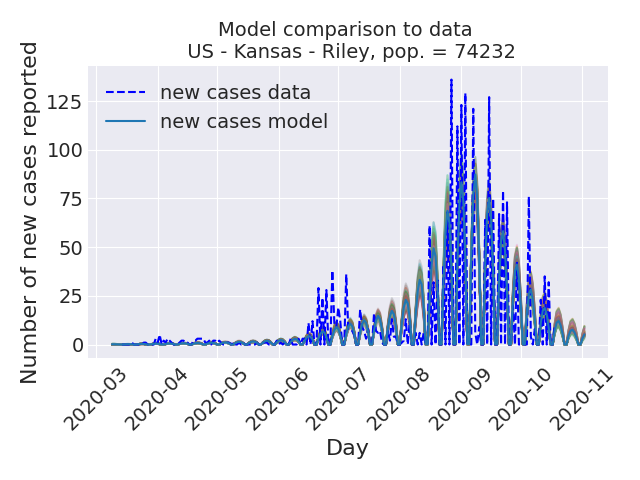 Model comparison to data
US - Kansas - Riley, pop. = 74232
Number of new cases reported
125
100
75
50
25
0
new cases data
new cases model
2020-03
2020-04
2020-05
2020-06
2020-07
2020-08
2020-09
2020-10
2020-11
Day